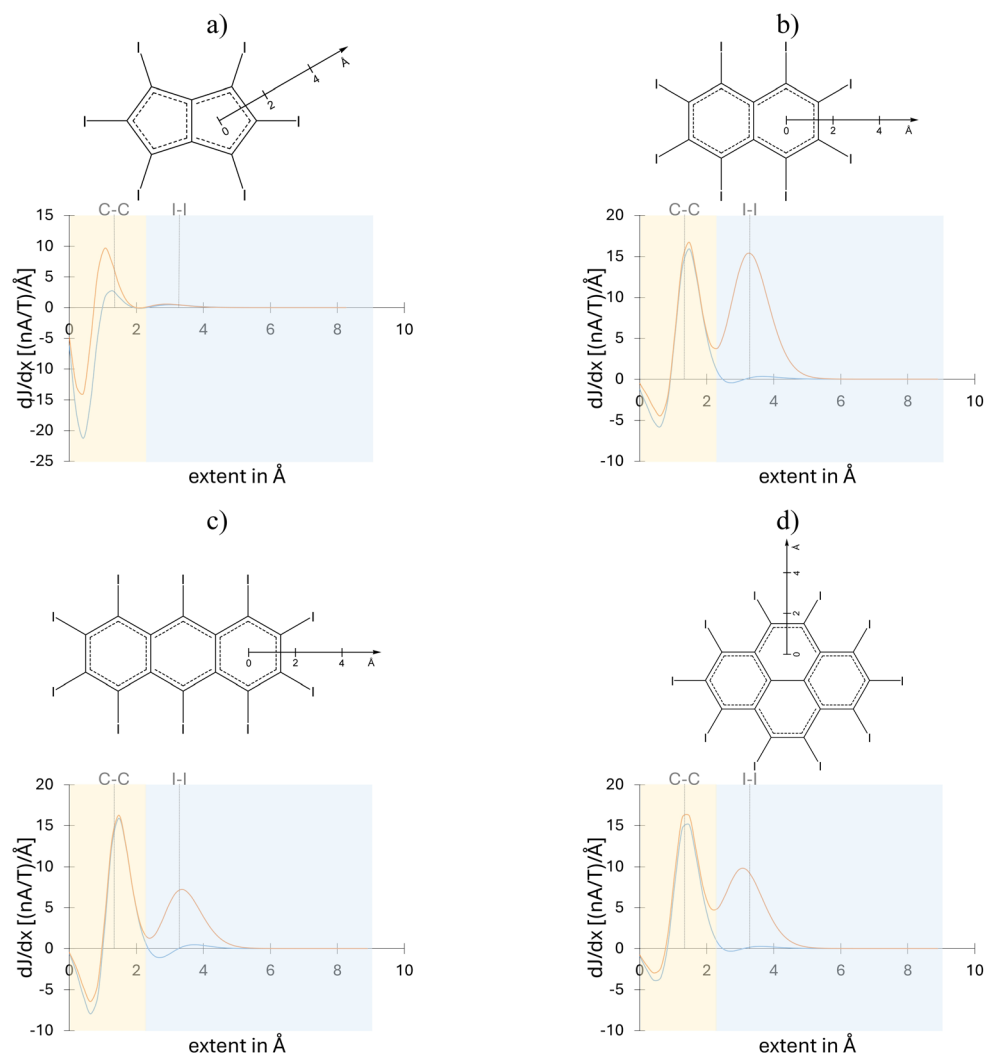 a)
I I
Å
4
2
0
I I
I I
C-C I-I
15
10
5
0
-5
-10
-15
-20
-25
0 2 4 6 8 10
dJ/dx [(nA/T)/Å]
extent in Å
b)
I I
I I
0 2 4 Å
I I
I I
C-C I-I
20
15
10
5
0
-5
-10
0 2 4 6 8 10
dJ/dx [(nA/T)/Å]
extent in Å
c)
I I I
I I
0 2 4 Å
I I
I I I
C-C I-I
20
15
10
5
0
-5
-10
0 2 4 6 8 10
dJ/dx [(nA/T)/Å]
extent in Å
d)
Å
4
2
0
I I
I I
I I
I I
I I
C-C I-I
20
15
10
5
0
-5
-10
0 2 4 6 8 10
dJ/dx [(nA/T)/Å]
extent in Å